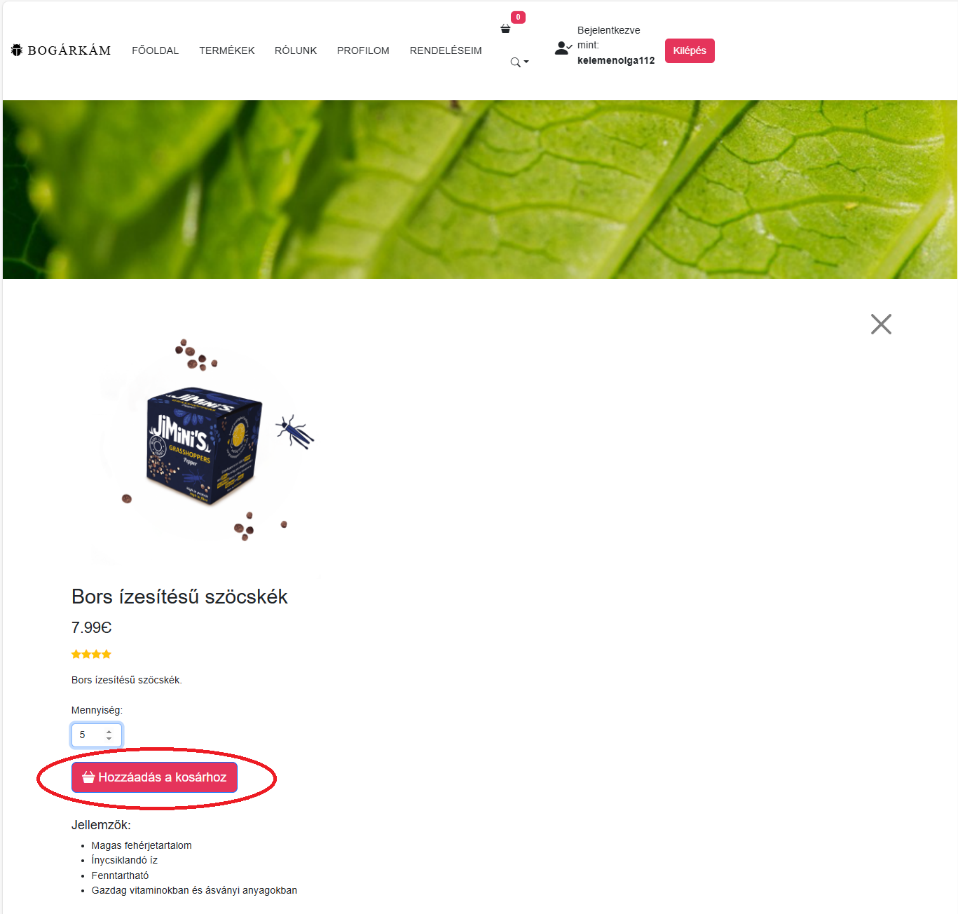 0
BOGÁRKÁM FŐOLDAL TERMÉKEK RÓLUNK PROFILOM RENDELÉSEIM
Bejelentkezve
mint:
kelemenolga112
Kilépés
JiMiNi'S
GRASSHOPPERS
Pepper
Bors ízesítésű szöcskék
7.99€
Bors ízesítésű szöcskék.
Mennyiség:
5
Hozzáadás a kosárhoz
Jellemzők:
Magas fehérjetartalom
Ínycsiklandó íz
Fenntartható
Gazdag vitaminokban és ásványi anyagokban